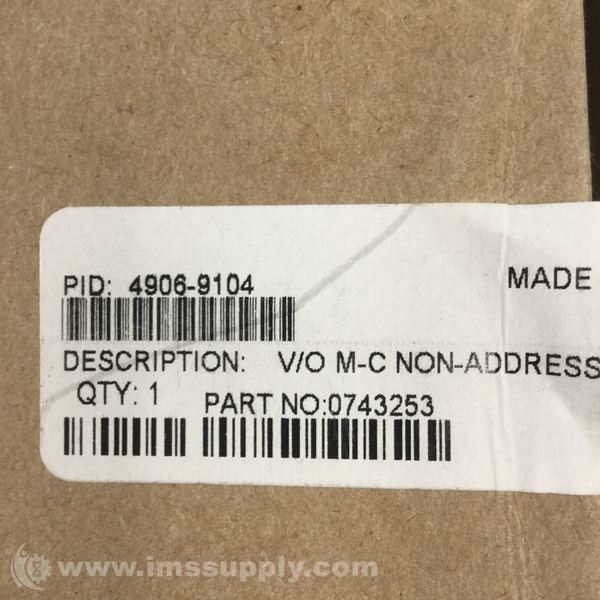 PID: 4906-9104
MADE
DESCRIPTION: V/O M-C NON-ADDRESS
QTY: 1 PART NO:0743253
www.imssupply.com